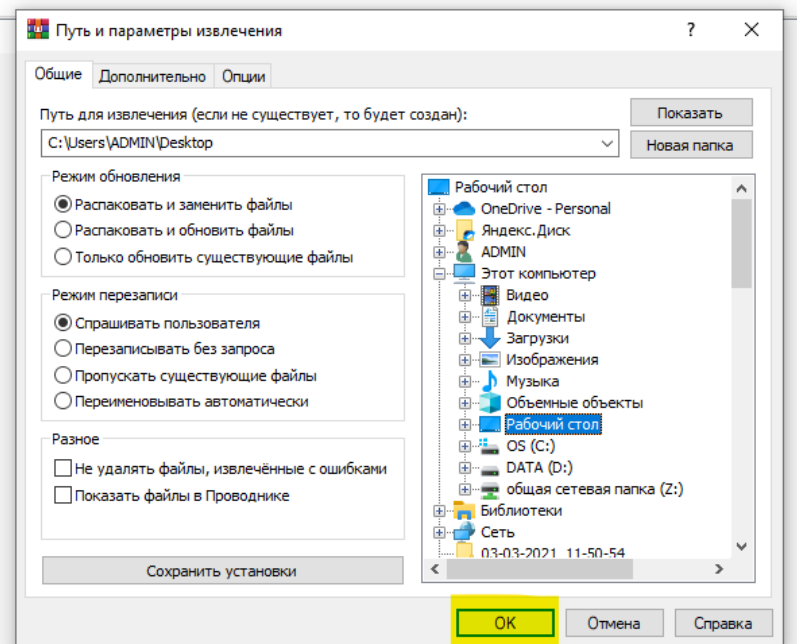 Путь и параметры извлечения
?
Общие Дополнительно Опции
Путь для извлечения (если не существует, то будет создан):
Показать
C:\Users\ADMIN\Desktop
Новая папка
Режим обновления
Распаковать и заменить файлы
Распаковать и обновить файлы
Только обновить существующие файлы
Режим перезаписи
Спрашивать пользователя
Перезаписывать без запроса
Пропускать существующие файлы
Переименовывать автоматически
Разное
Не удалять файлы, извлечённые с ошибками
Показать файлы в Проводнике
Сохранить установки
Рабочий стол
OneDrive - Personal
Яндекс.Диск
ADMIN
Этот компьютер
Видео
Документы
Загрузки
Изображения
Музыка
Объемные объекты
Рабочий стол
OS (C:)
DATA (D:)
общая сетевая папка (Z:)
Библиотеки
Сеть
03-03-2021_11-50-54
OK Отмена Справка